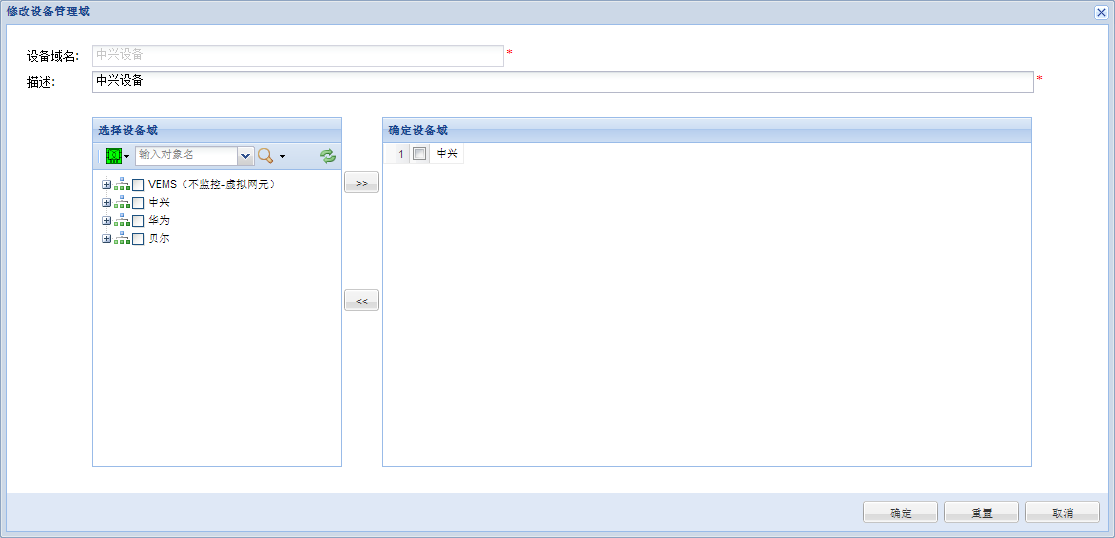 修改设备管理域
设备域名: 中兴设备 *
描述: 中兴设备 *
选择设备域
确定设备域
输入对象名
1 中兴
VEMS（不监控-虚拟网元）
中兴
华为
贝尔
>>
<<
确定 重置 取消